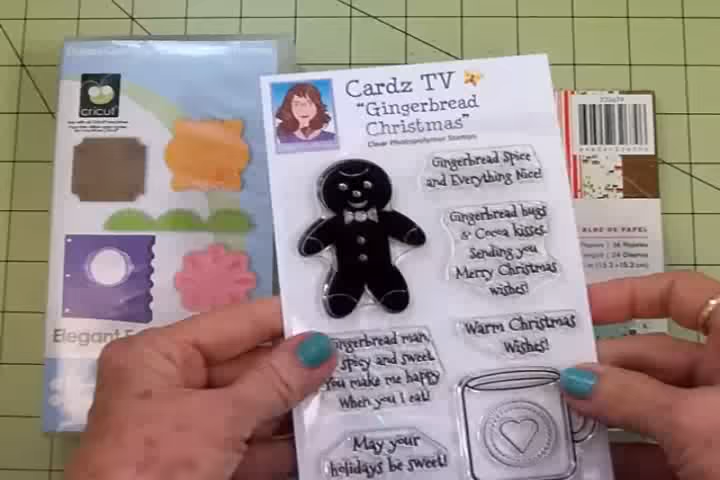 cricut
Elegant
Cardz TV
"Gingerbread
Christmas"
Clear Photopolymer Stamps
Gingerbread Spice
and Everything Nice!
Gingerbread hugs
& Cocoa kisses.
Sending you
Merry Christmas
wishes!
Warm Christmas
Wishes!
Gingerbread man,
spicy and sweet.
You make me happy
When you I eat!
May your
holidays be sweet!